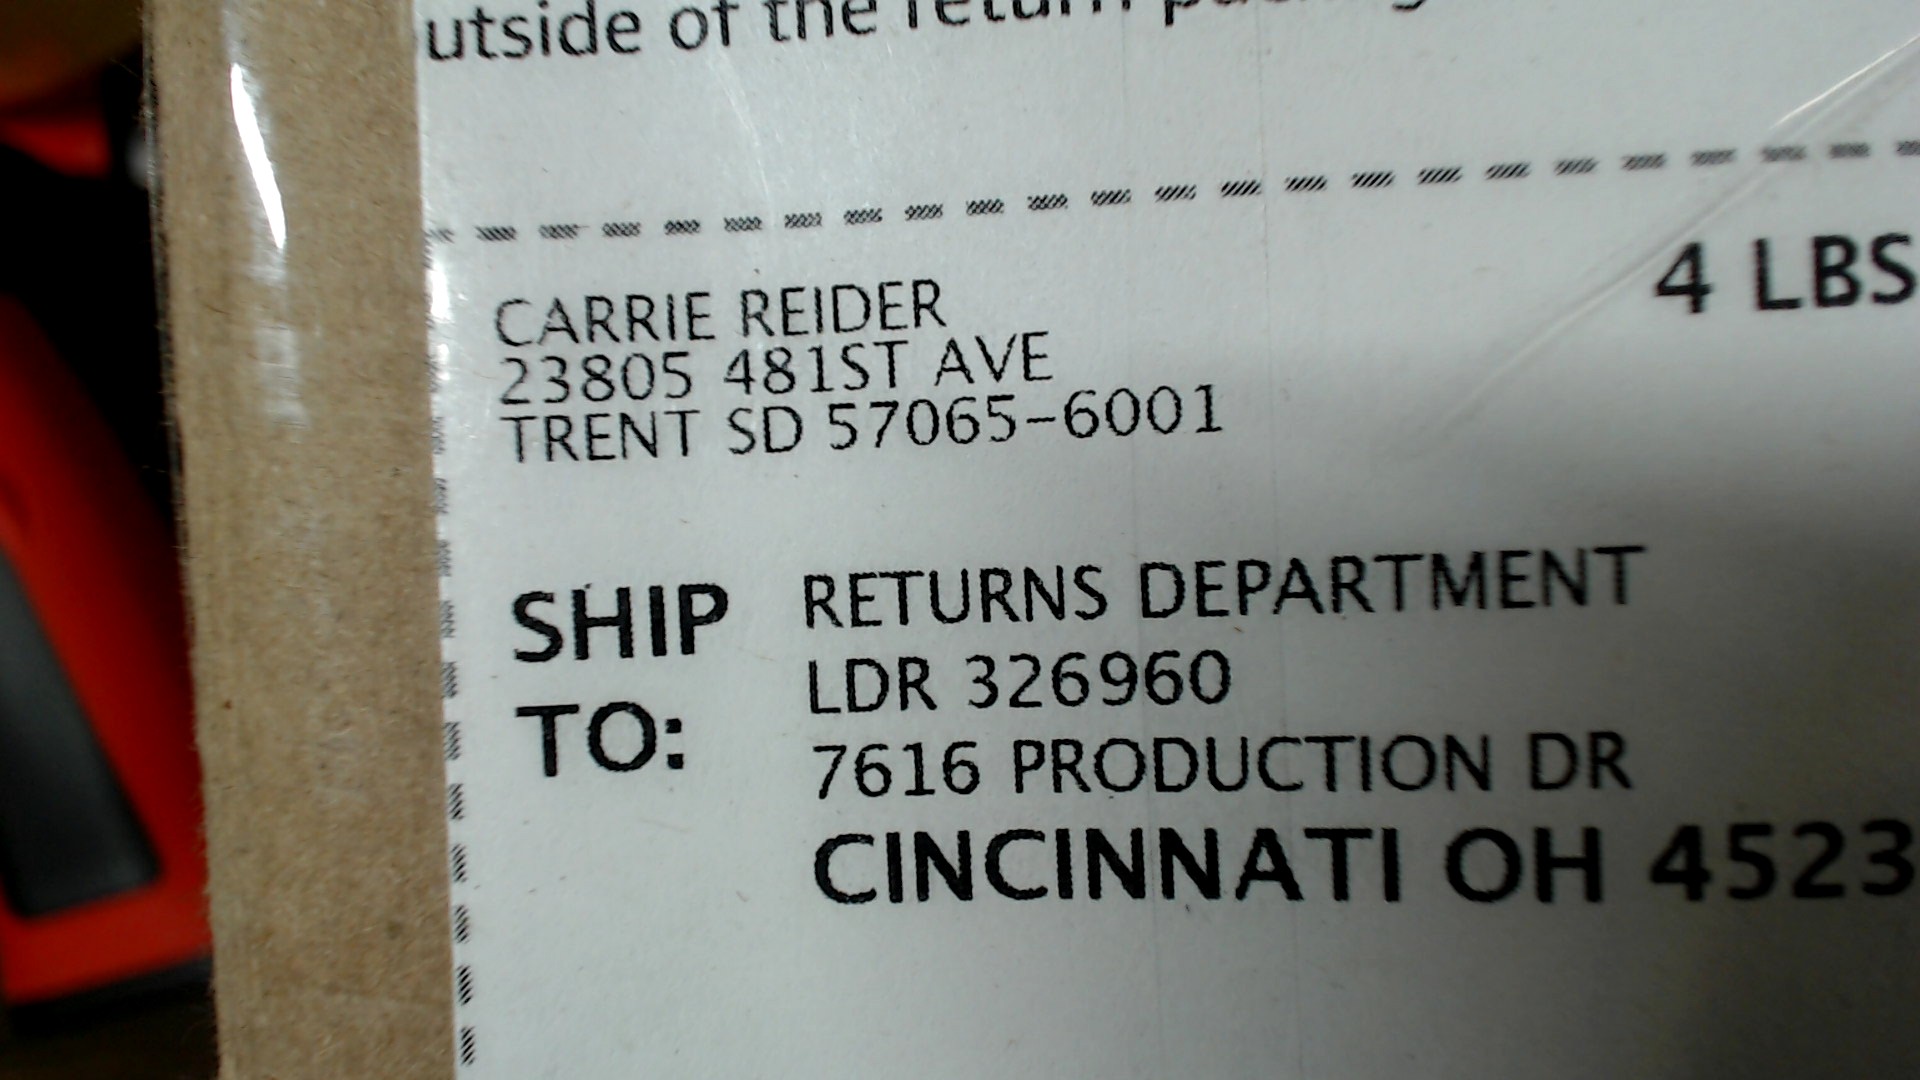 utside of the return
CARRIE REIDER
4 LBS
23805 481ST AVE
TRENT SD 57065-6001
SHIP TO:
RETURNS DEPARTMENT
LDR 326960
7616 PRODUCTION DR
CINCINNATI OH 4523